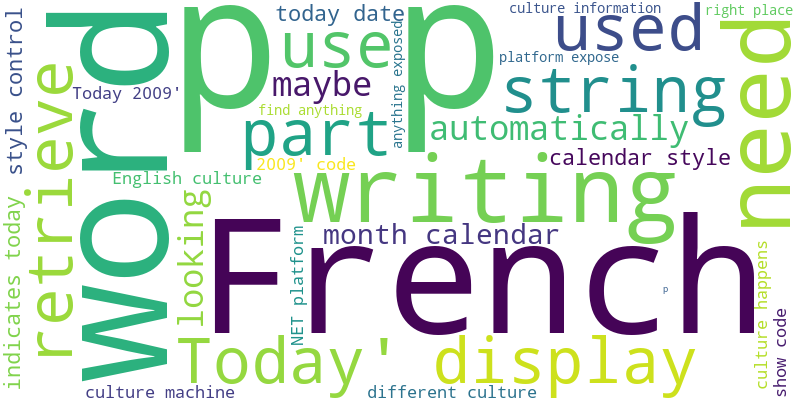 style control
today date
culture information
right place
p
p
use
used
need
word
Today 2009'
maybe
anything exposed
platform expose
string
find anything
part
automatically
retrieve
2009' code
calendar style
English culture
writing
looking
month calendar
French
indicates today
NET platform
p
culture happens
show code
Today'
display
culture machine
different culture